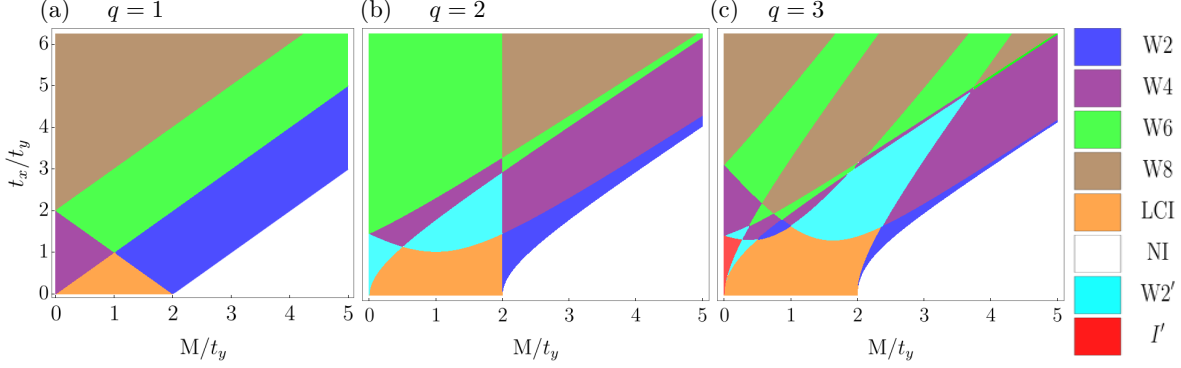 (a) q = 1
(b) q = 2
(c) q = 3
t_x/t_y
6
5
4
3
2
1
0
0 1 2 3 4 5
0 1 2 3 4 5
0 1 2 3 4 5
M/t_y
M/t_y
M/t_y
W2
W4
W6
W8
LCI
NI
W2′
I′